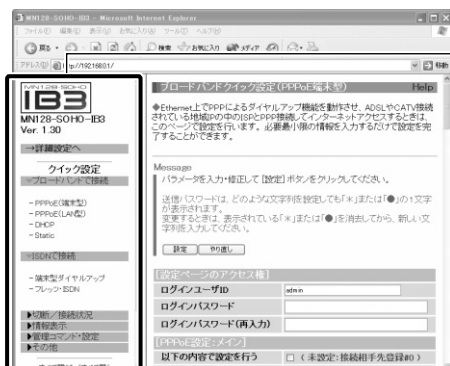 MN128-SOHO-IB3 - Microsoft Internet Explorer
ファイル(F) 編集(E) 表示(V) お気に入り(A) ツール(T) ヘルプ(H)
戻る 検索 お気に入り メディア
アドレス(D) http://192.168.0.1/ 移動
MN128-SOHO
IB3
MN128-SOHO-IB3
Ver. 1.30
→詳細設定へ
クイック設定
−ブロードバンドで接続
− PPPoE(端末型)
− PPPoE(LAN型)
− DHCP
− Static
−ISDNで接続
− 端末型ダイヤルアップ
− フレッツ・ISDN
▶切断／接続状況
▶情報表示
▶管理コマンド・設定
▶その他
ブロードバンドクイック設定(PPPoE端末型) Help
◆Ethernet上でPPPによるダイヤルアップ機能を動作させ、ADSLやCATV接続
されている地域IPの中のISPとPPP接続してインターネットアクセスするときは、
このページで設定を行います。必要最小限の情報を入力するだけで設定を完
了することができます。
Message
パラメータを入力・修正して [設定] ボタンをクリックしてください。
送信パスワードは、どのような文字列を設定しても「＊」または「●」の1文字
が表示されます。
変更するときは、表示されている「＊」または「●」を消去してから、新しい文
字列を入力してください。
設定 やり直し
[設定ページのアクセス権]
ログインユーザID admin
ログインパスワード
ログインパスワード(再入力)
[PPPoE設定:メイン]
以下の内容で設定を行う □ ( 未設定:接続相手先登録#0 )